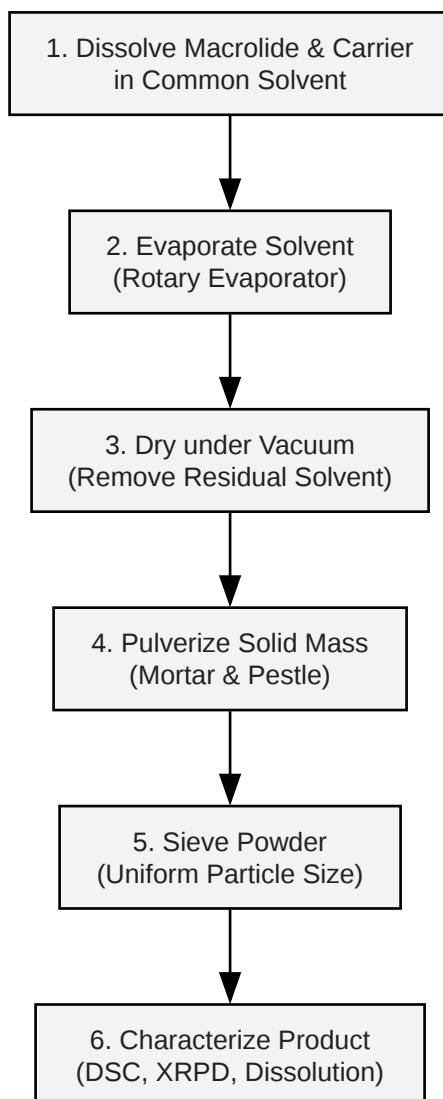 1. Dissolve Macrolide & Carrier
in Common Solvent
2. Evaporate Solvent
(Rotary Evaporator)
3. Dry under Vacuum
(Remove Residual Solvent)
4. Pulverize Solid Mass
(Mortar & Pestle)
5. Sieve Powder
(Uniform Particle Size)
6. Characterize Product
(DSC, XRPD, Dissolution)